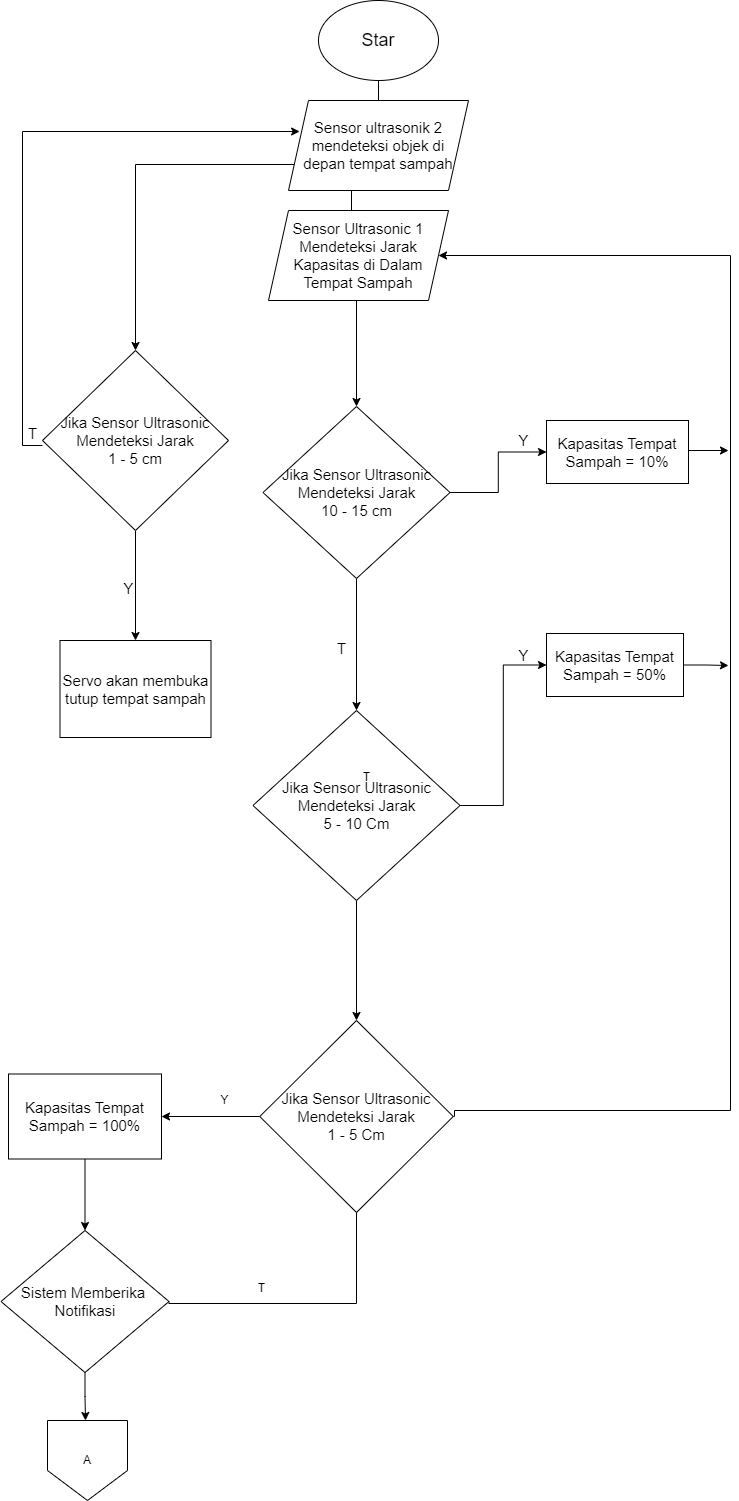 Star
Sensor ultrasonik 2
mendeteksi objek di
depan tempat sampah
Sensor Ultrasonic 1
Mendeteksi Jarak
Kapasitas di Dalam
Tempat Sampah
T
Jika Sensor Ultrasonic
Mendeteksi Jarak
1 - 5 cm
Y
Servo akan membuka
tutup tempat sampah
Jika Sensor Ultrasonic
Mendeteksi Jarak
10 - 15 cm
Y
Kapasitas Tempat
Sampah = 10%
T
Y
Kapasitas Tempat
Sampah = 50%
T
Jika Sensor Ultrasonic
Mendeteksi Jarak
5 - 10 Cm
Jika Sensor Ultrasonic
Mendeteksi Jarak
1 - 5 Cm
Y
Kapasitas Tempat
Sampah = 100%
Sistem Memberika
Notifikasi
T
A